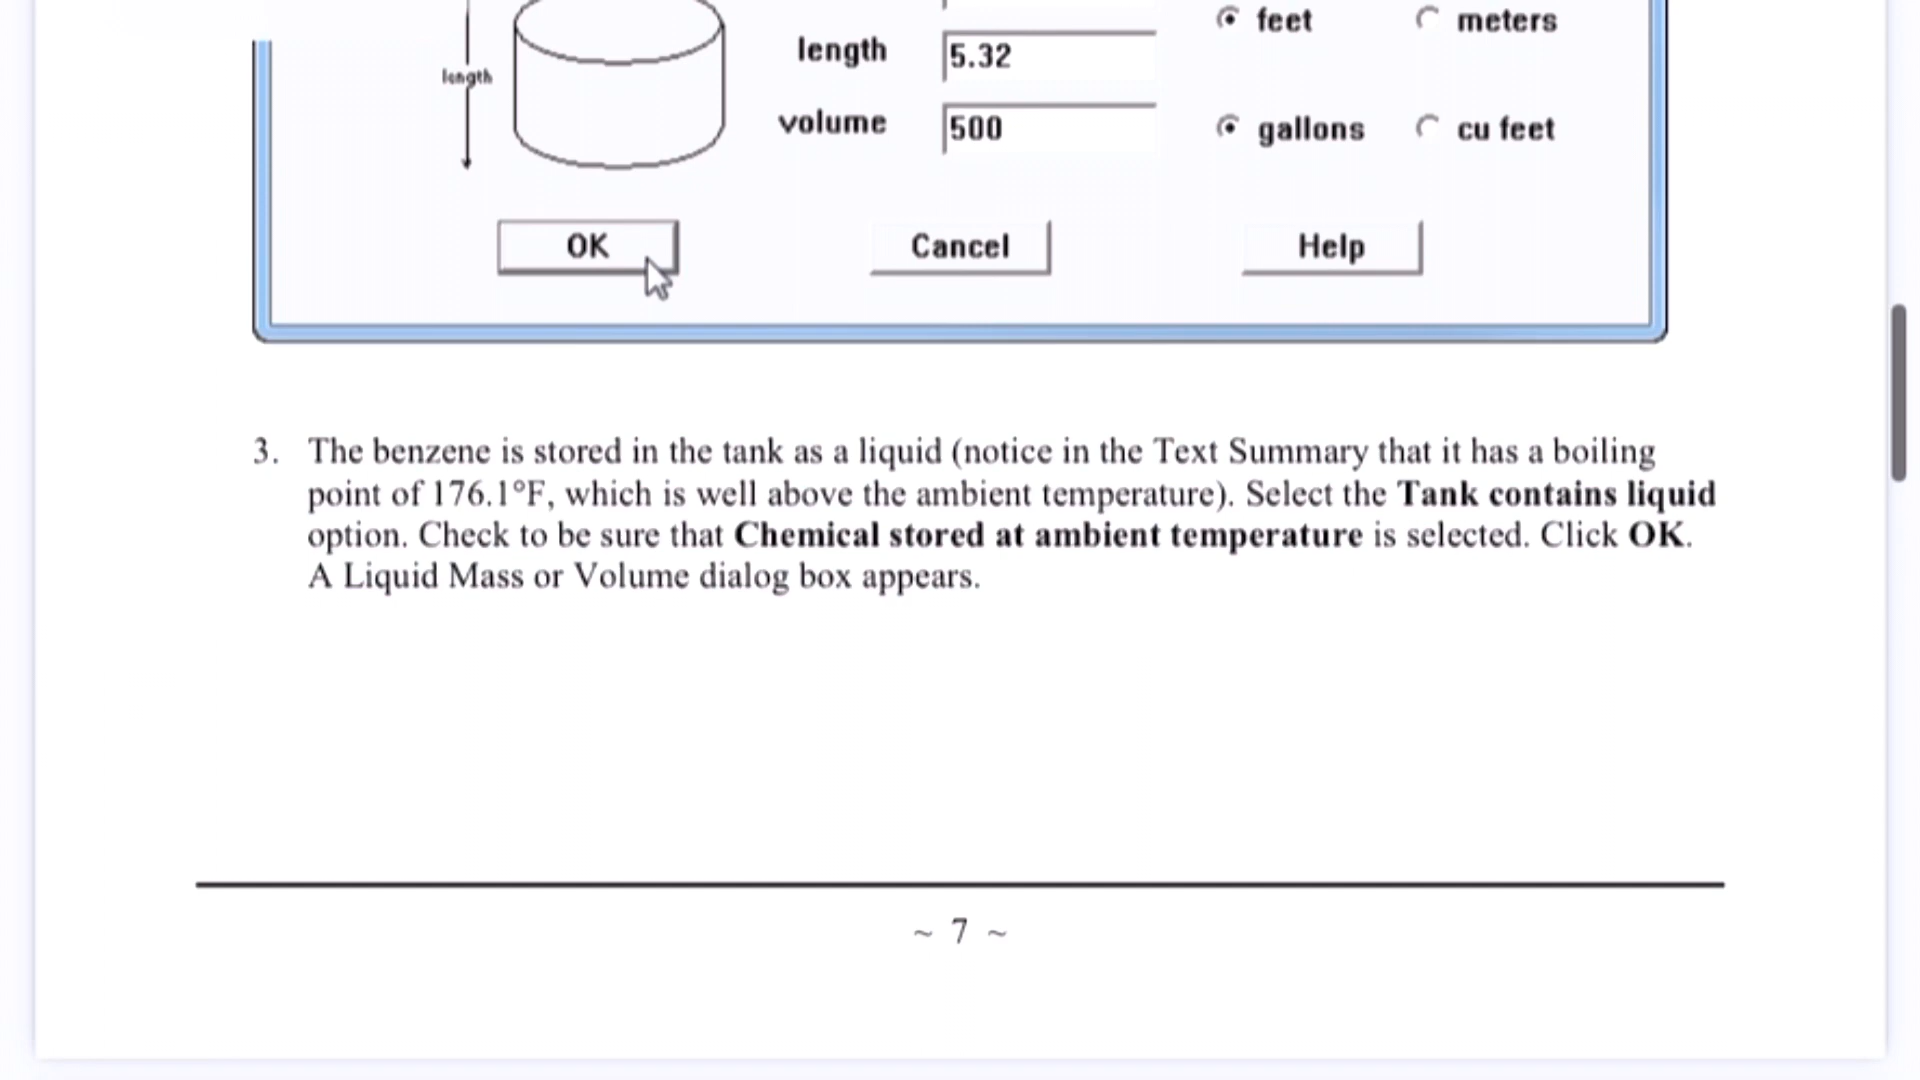 feet meters
length 5.32
length
volume 500 gallons cu feet
OK Cancel Help
3. The benzene is stored in the tank as a liquid (notice in the Text Summary that it has a boiling
point of 176.1°F, which is well above the ambient temperature). Select the Tank contains liquid
option. Check to be sure that Chemical stored at ambient temperature is selected. Click OK.
A Liquid Mass or Volume dialog box appears.
~ 7 ~